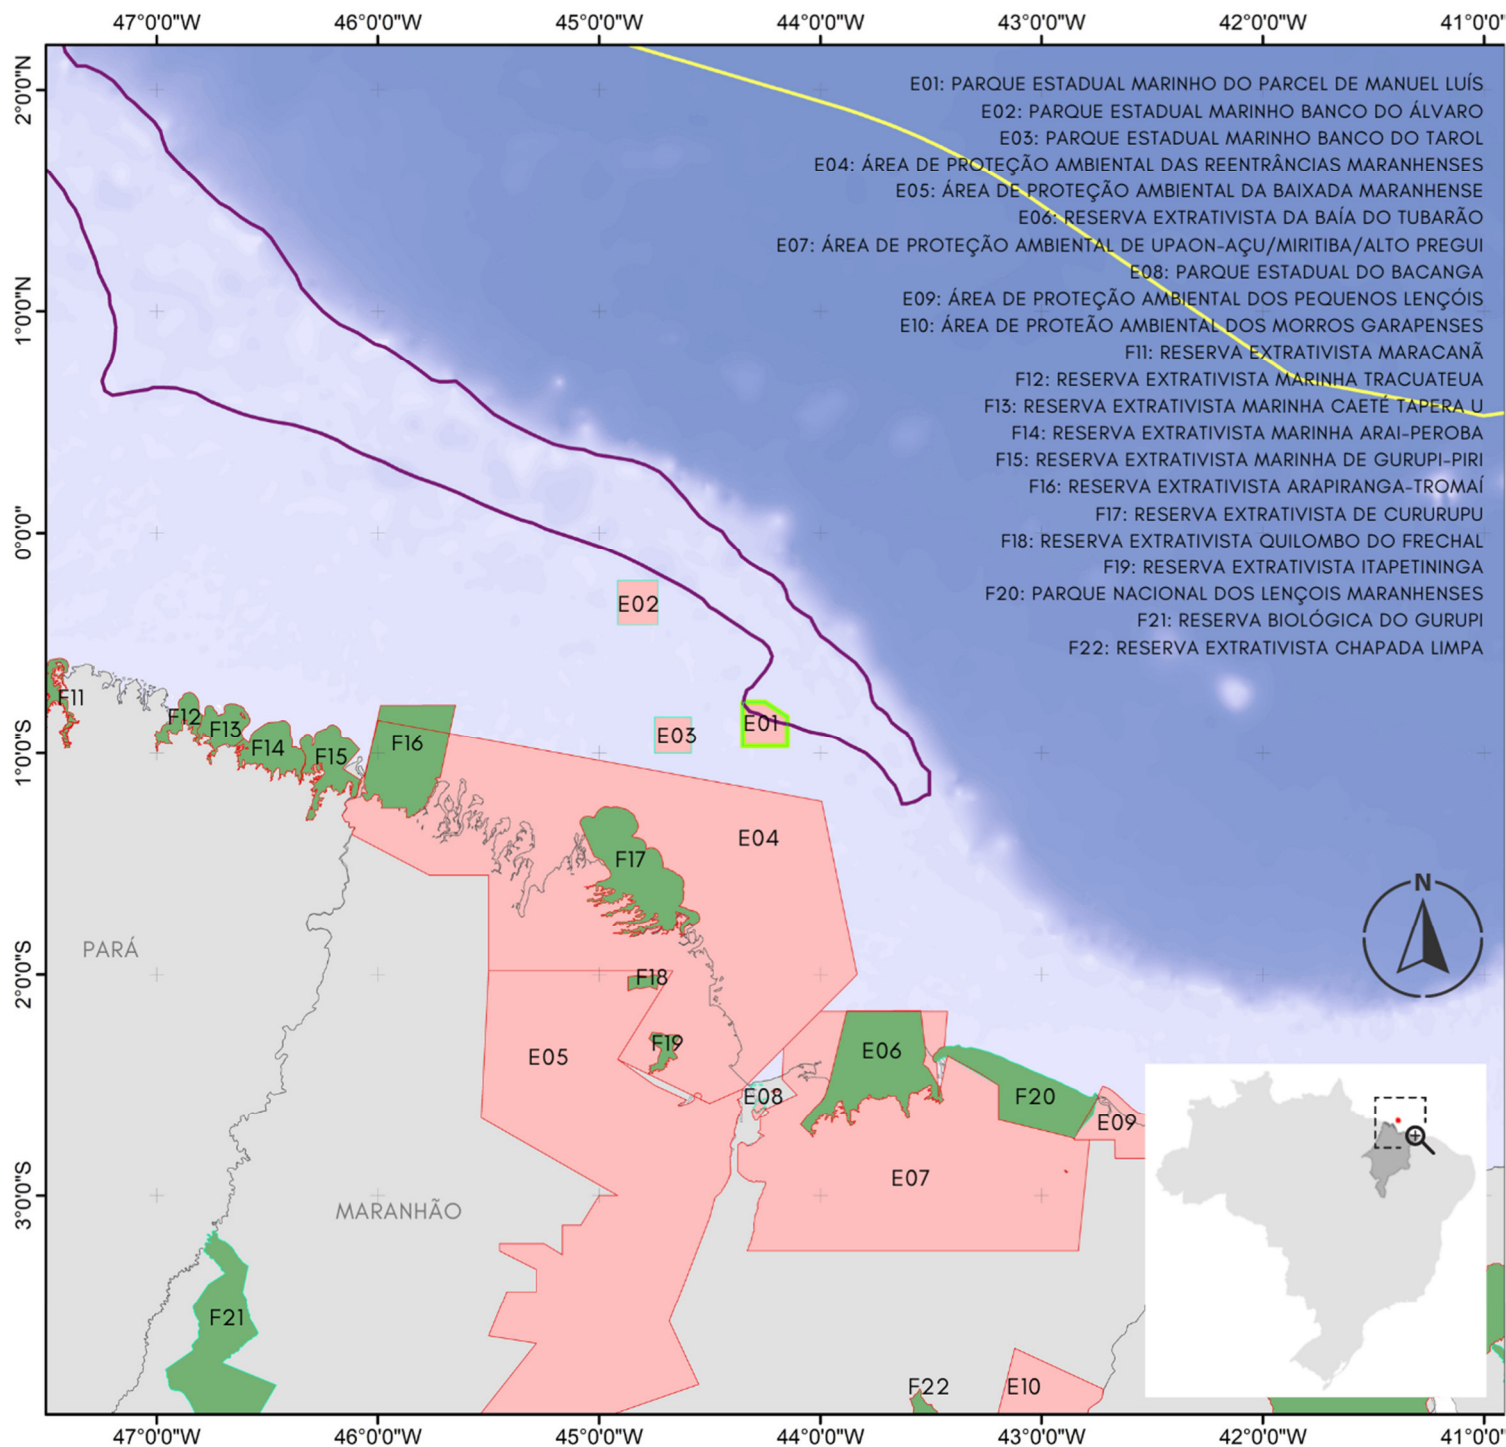 47°0'0"W 46°0'0"W 45°0'0"W 44°0'0"W 43°0'0"W 42°0'0"W 41°0'0"
2°0'0"N
1°0'0"N
0°0'0"
1°0'0"S
2°0'0"S
3°0'0"S
E01: PARQUE ESTADUAL MARINHO DO PARCEL DE MANUEL LUÍS
E02: PARQUE ESTADUAL MARINHO BANCO DO ÁLVARO
E03: PARQUE ESTADUAL MARINHO BANCO DO TAROL
E04: ÁREA DE PROTEÇÃO AMBIENTAL DAS REENTRÂNCIAS MARANHENSES
E05: ÁREA DE PROTEÇÃO AMBIENTAL DA BAIXADA MARANHENSE
E06: RESERVA EXTRATIVISTA DA BAÍA DO TUBARÃO
E07: ÁREA DE PROTEÇÃO AMBIENTAL DE UPAON-AÇU/MIRITIBA/ALTO PREGUI
E08: PARQUE ESTADUAL DO BACANGA
E09: ÁREA DE PROTEÇÃO AMBIENTAL DOS PEQUENOS LENÇÓIS
E10: ÁREA DE PROTEÃO AMBIENTAL DOS MORROS GARAPENSES
F11: RESERVA EXTRATIVISTA MARACANÃ
F12: RESERVA EXTRATIVISTA MARINHA TRACUATEUA
F13: RESERVA EXTRATIVISTA MARINHA CAETÉ TAPERA U
F14: RESERVA EXTRATIVISTA MARINHA ARAI-PEROBA
F15: RESERVA EXTRATIVISTA MARINHA DE GURUPI-PIRI
F16: RESERVA EXTRATIVISTA ARAPIRANGA-TROMAÍ
F17: RESERVA EXTRATIVISTA DE CURURUPU
F18: RESERVA EXTRATIVISTA QUILOMBO DO FRECHAL
F19: RESERVA EXTRATIVISTA ITAPETININGA
F20: PARQUE NACIONAL DOS LENÇOIS MARANHENSES
F21: RESERVA BIOLÓGICA DO GURUPI
F22: RESERVA EXTRATIVISTA CHAPADA LIMPA
E02
F11
F12
F13
F14
F15
F16
E03
E01
E04
F17
N
PARÁ
F18
F19
E05
E06
E08
F20
E09
E07
MARANHÃO
F21
F22
E10
47°0'0"W 46°0'0"W 45°0'0"W 44°0'0"W 43°0'0"W 42°0'0"W 41°0'0"